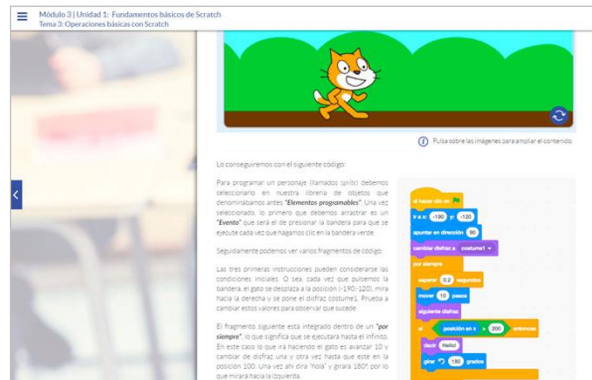 Módulo 3 | Unidad 1: Fundamentos básicos de Scratch
Tema 3: Operaciones básicas con Scratch
Pulsa sobre las imágenes para ampliar el contenido.
Lo conseguiremos con el siguiente código:
Para programar un personaje (llamados sprits) debemos
seleccionarlo en nuestra librería de objetos que
denominábamos antes "Elementos programables". Una vez
seleccionado, lo primero que debemos arrastrar es un
"Evento" que será el de presionar la bandera para que se
ejecute cada vez que hagamos clic en la bandera verde.
Seguidamente podemos ver varios fragmentos de código.
Las tres primeras instrucciones pueden considerarse las
condiciones iniciales. O sea, cada vez que pulsemos la
bandera, el gato se desplaza a la posición (-190,-120), mira
hacia la derecha y se pone el disfraz costume1. Prueba a
cambiar estos valores para observar qué sucede.
El fragmento siguiente está integrado dentro de un "por
siempre", lo que significa que se ejecutará hasta el infinito.
En este caso lo que irá haciendo el gato es avanzar 10 y
cambiar de disfraz una y otra vez hasta que esté en la
posición 100. Una vez ahí dirá "hola" y girará 180º, por lo
que mirará hacia la izquierda.
al hacer clic en
ir a x: -190 y: -120
apuntar en dirección 90
cambiar disfraz a costume1
por siempre
esperar 0.2 segundos
mover 10 pasos
siguiente disfraz
si posición en x > 200 entonces
decir Hello!
girar 180 grados